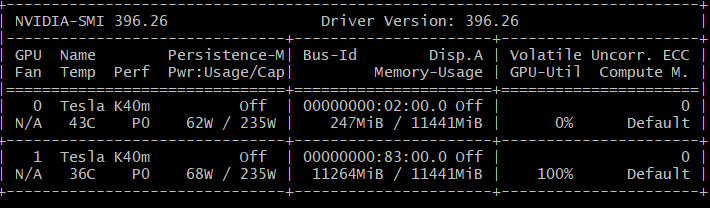 NVIDIA-SMI 396.26 Driver Version: 396.26
GPU Name Persistence-M| Bus-Id Disp.A | Volatile Uncorr. ECC
Fan Temp Perf Pwr:Usage/Cap| Memory-Usage | GPU-Util Compute M.
0 Tesla K40m Off | 00000000:02:00.0 Off | 0
N/A 43C P0 62W / 235W | 247MiB / 11441MiB | 0% Default
1 Tesla K40m Off | 00000000:83:00.0 Off | 0
N/A 36C P0 68W / 235W | 11264MiB / 11441MiB | 100% Default